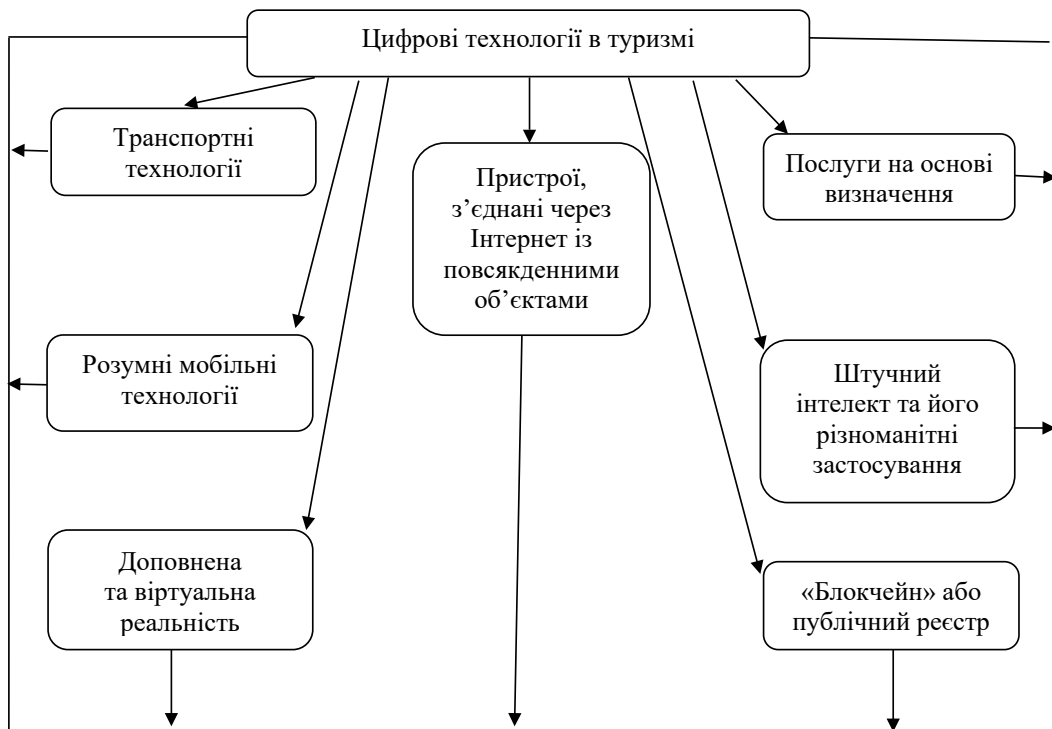 Цифрові технології в туризмі
Транспортні
технології
Пристрої,
з’єднані через
Інтернет із
повсякденними
об’єктами
Послуги на основі
визначення
Розумні мобільні
технології
Штучний
інтелект та його
різноманітні
застосування
Доповнена
та віртуальна
реальність
«Блокчейн» або
публічний реєстр